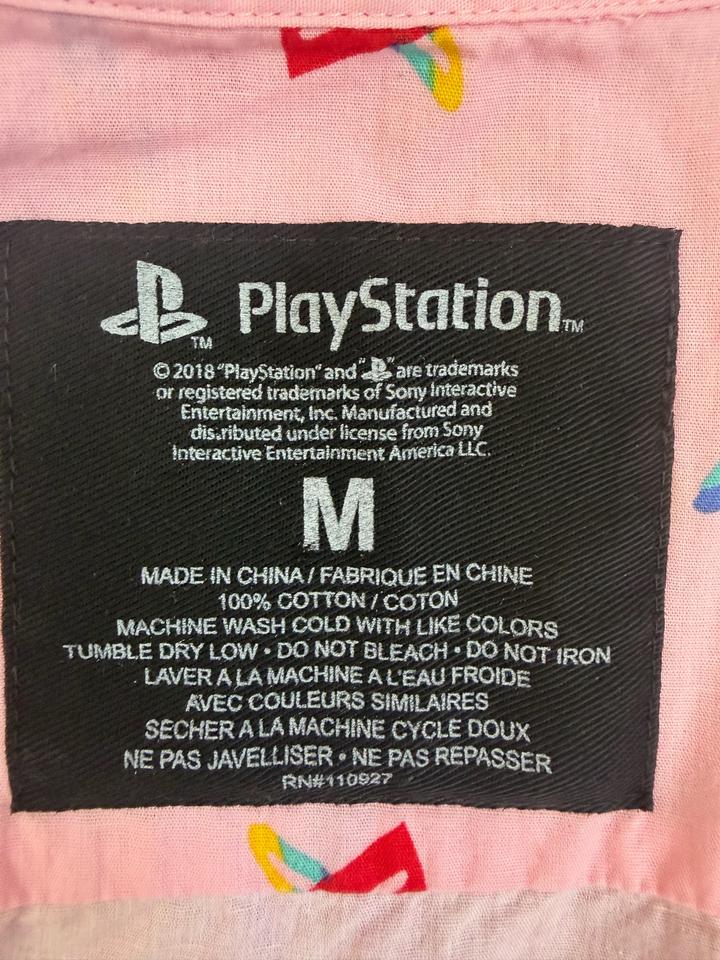 PlayStation™
™
© 2018 "PlayStation" and " " are trademarks
or registered trademarks of Sony Interactive
Entertainment, Inc. Manufactured and
distributed under license from Sony
Interactive Entertainment America LLC.
M
MADE IN CHINA / FABRIQUE EN CHINE
100% COTTON / COTON
MACHINE WASH COLD WITH LIKE COLORS
TUMBLE DRY LOW • DO NOT BLEACH • DO NOT IRON
LAVER A LA MACHINE A L'EAU FROIDE
AVEC COULEURS SIMILAIRES
SECHER A LA MACHINE CYCLE DOUX
NE PAS JAVELLISER • NE PAS REPASSER
RN#110927